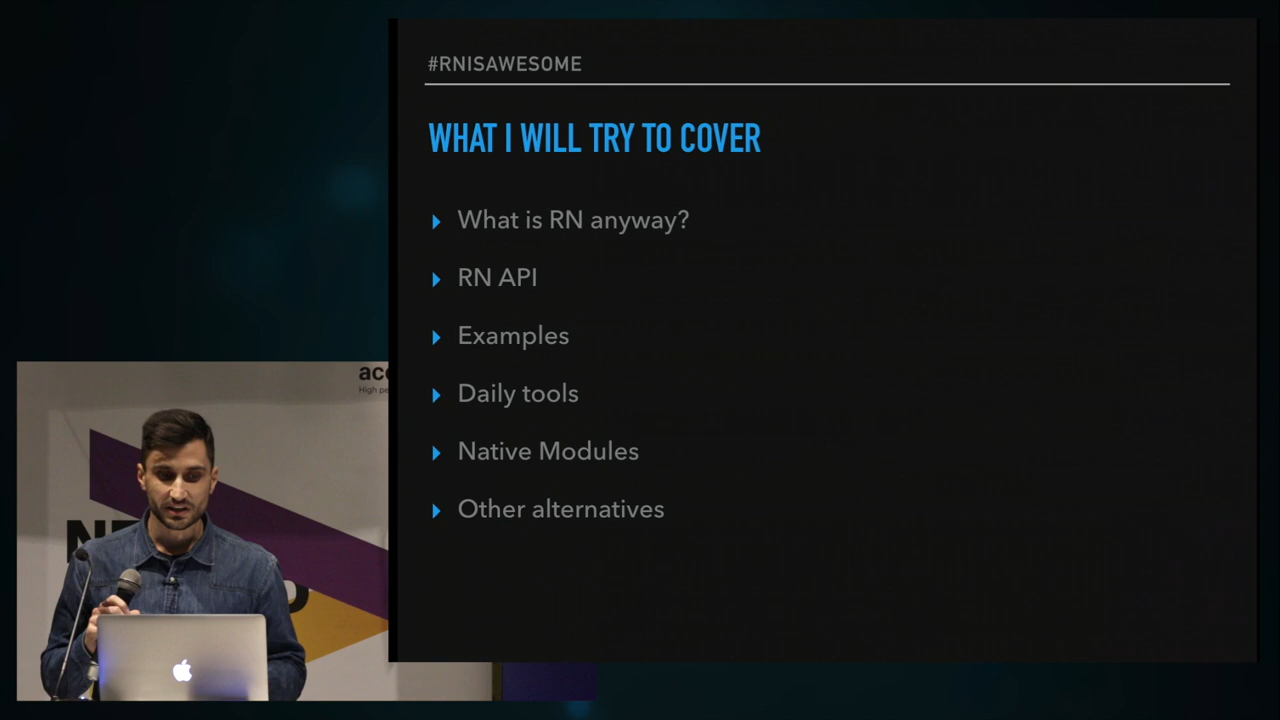 #RNISAWESOME
WHAT I WILL TRY TO COVER
What is RN anyway?
RN API
Examples
Daily tools
Native Modules
Other alternatives